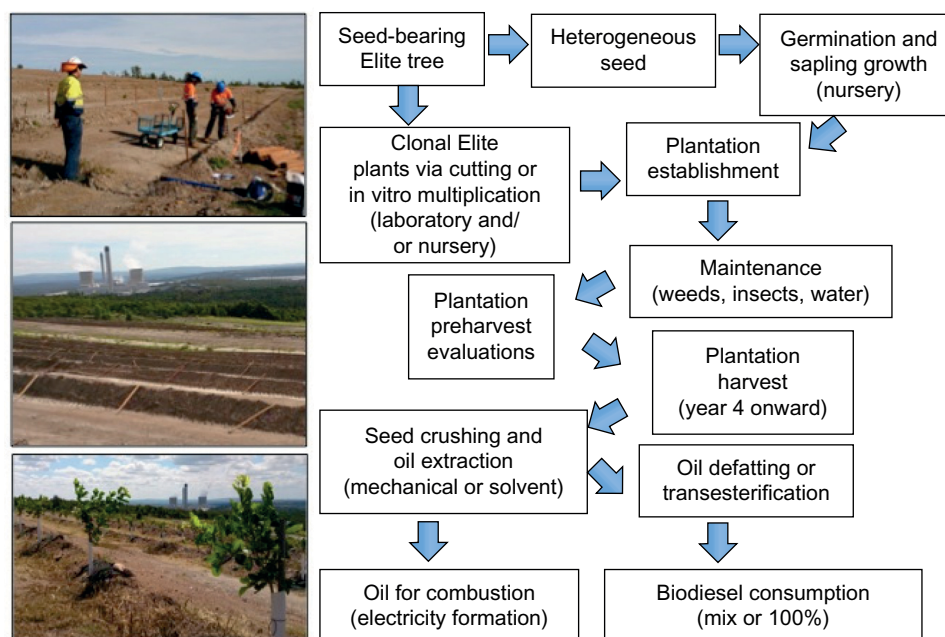 Seed-bearing
Elite tree
Heterogeneous
seed
Germination and
sapling growth
(nursery)
Clonal Elite
plants via cutting or
in vitro multiplication
(laboratory and/
or nursery)
Plantation
establishment
Maintenance
(weeds, insects, water)
Plantation
preharvest
evaluations
Plantation
harvest
(year 4 onward)
Seed crushing and
oil extraction
(mechanical or solvent)
Oil defatting or
transesterification
Oil for combustion
(electricity formation)
Biodiesel consumption
(mix or 100%)